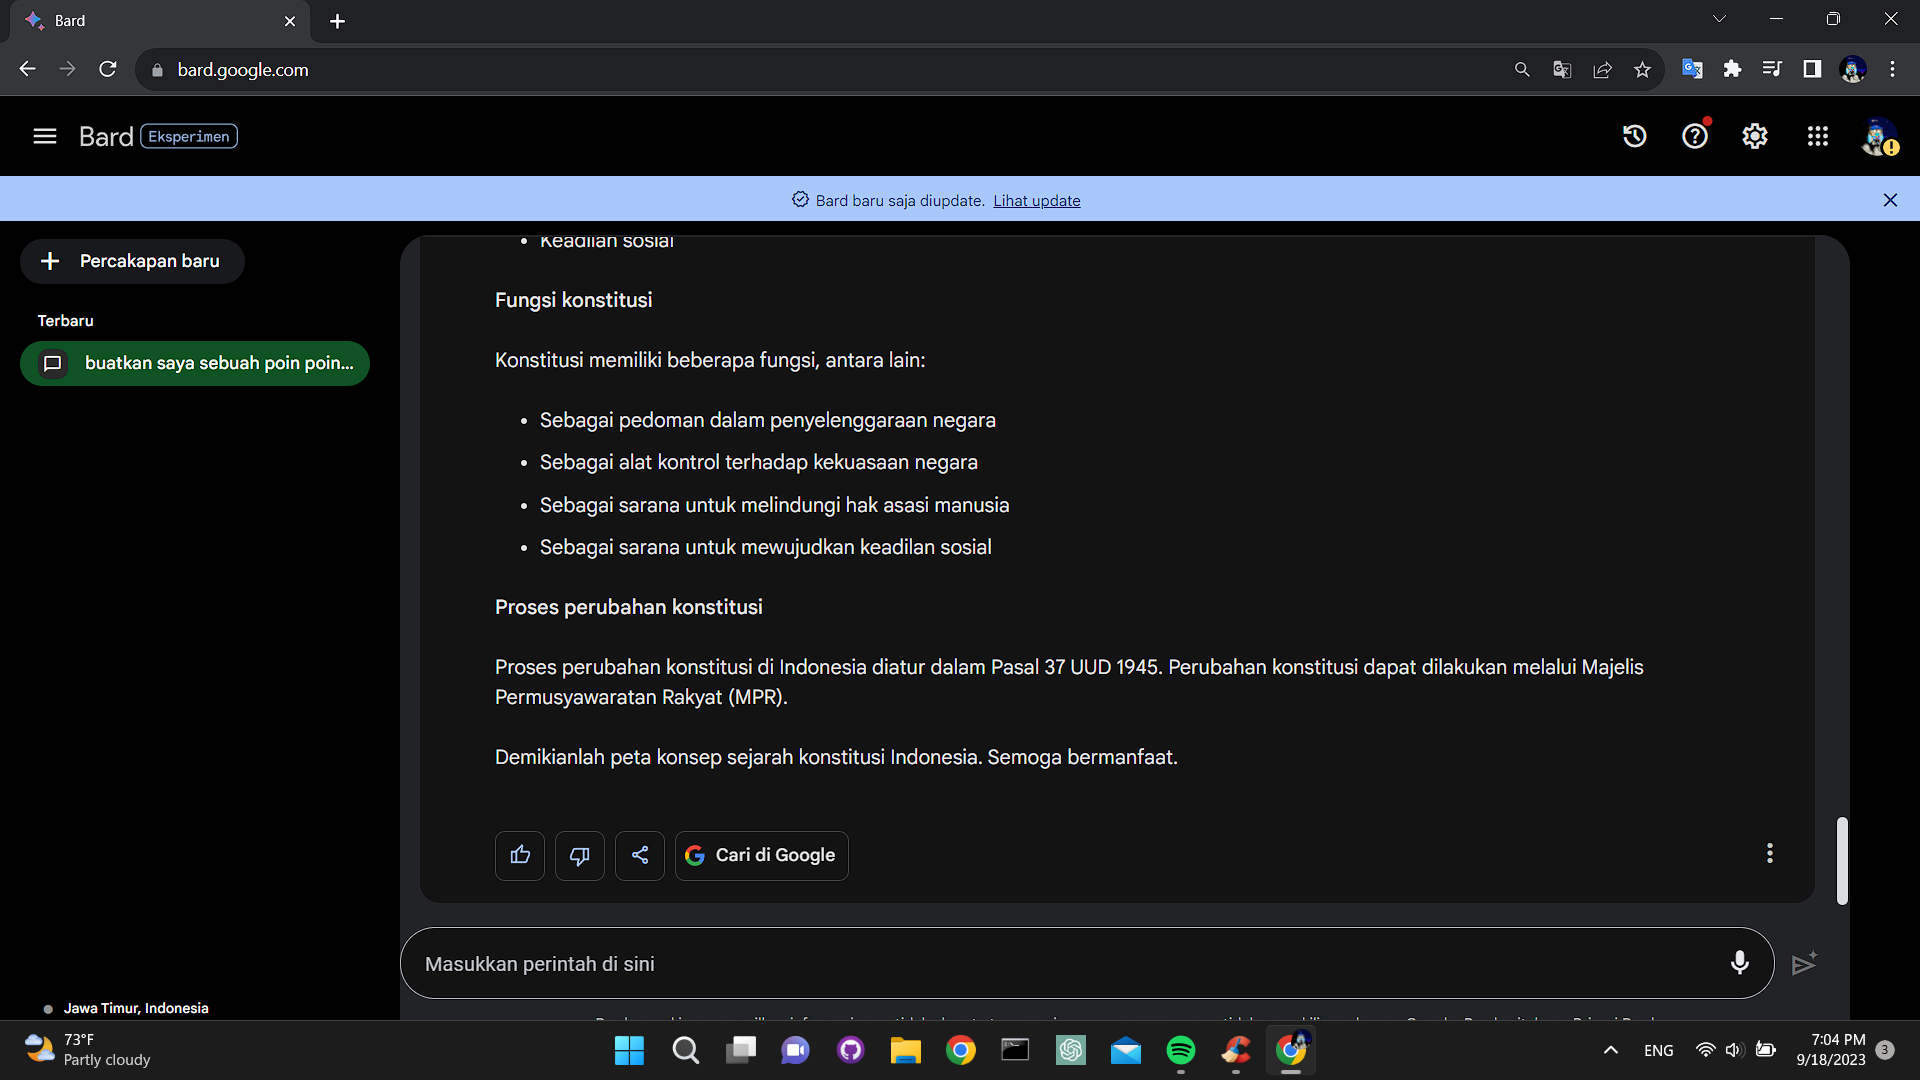 Bard
bard.google.com
Bard Eksperimen
Bard baru saja diupdate. Lihat update
Percakapan baru
Terbaru
buatkan saya sebuah poin poin...
Keadilan sosial
Fungsi konstitusi
Konstitusi memiliki beberapa fungsi, antara lain:
• Sebagai pedoman dalam penyelenggaraan negara
• Sebagai alat kontrol terhadap kekuasaan negara
• Sebagai sarana untuk melindungi hak asasi manusia
• Sebagai sarana untuk mewujudkan keadilan sosial
Proses perubahan konstitusi
Proses perubahan konstitusi di Indonesia diatur dalam Pasal 37 UUD 1945. Perubahan konstitusi dapat dilakukan melalui Majelis
Permusyawaratan Rakyat (MPR).
Demikianlah peta konsep sejarah konstitusi Indonesia. Semoga bermanfaat.
Cari di Google
Masukkan perintah di sini
Jawa Timur, Indonesia
73°F
Partly cloudy
ENG
7:04 PM
9/18/2023
3